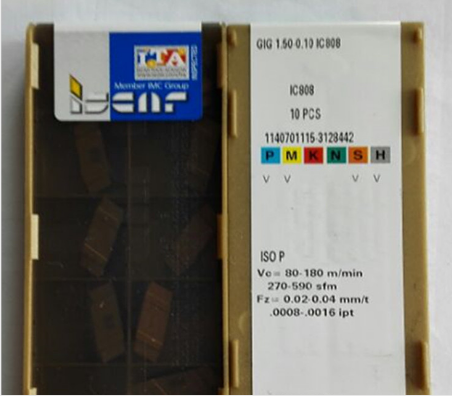 INSPECTED
Member IMC Group
iscar
GIG 1.50-0.10 IC808
IC808
10 PCS
1140701115-3128442
P M K N S H
V V V V
ISO P
Vc = 80-180 m/min
270-590 sfm
Fz = 0.02-0.04 mm/t
.0008-.0016 ipt